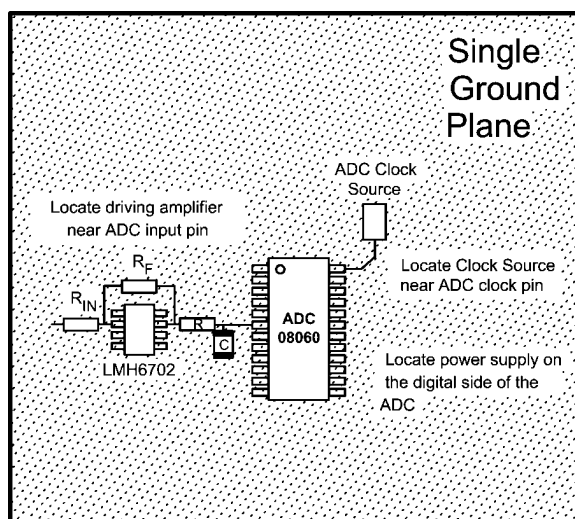 Single
Ground
Plane
ADC Clock
Source
Locate driving amplifier
near ADC input pin
RF
RIN
R
C
LMH6702
ADC
08060
Locate Clock Source
near ADC clock pin
Locate power supply on
the digital side of the
ADC